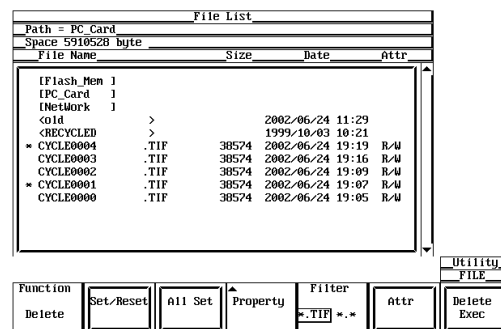 File List
Path = PC_Card
Space 5910528 byte
File Name Size Date Attr
[Flash_Mem ]
[PC_Card ]
[NetWork ]
<old > 2002/06/24 11:29
<RECYCLED > 1999/10/03 10:21
* CYCLE0004 .TIF 38574 2002/06/24 19:19 R/W
CYCLE0003 .TIF 38574 2002/06/24 19:16 R/W
CYCLE0002 .TIF 38574 2002/06/24 19:09 R/W
* CYCLE0001 .TIF 38574 2002/06/24 19:07 R/W
CYCLE0000 .TIF 38574 2002/06/24 19:05 R/W
Utility
FILE
Function Delete
Set/Reset
All Set
Property
Filter
*.TIF *.*
Attr
Delete Exec